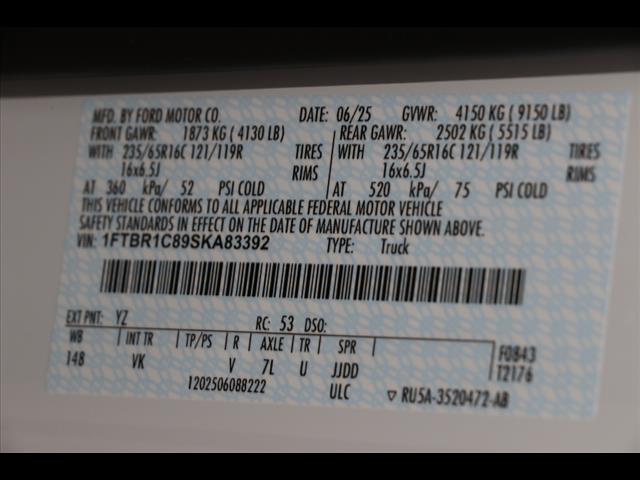 MFD. BY FORD MOTOR CO. DATE: 06/25 GVWR: 4150 KG ( 9150 LB)
FRONT GAWR: 1873 KG ( 4130 LB) REAR GAWR: 2502 KG ( 5515 LB)
WITH 235/65R16C 121/119R TIRES WITH 235/65R16C 121/119R TIRES
16x6.5J RIMS 16x6.5J RIMS
AT 360 kPa/ 52 PSI COLD AT 520 kPa/ 75 PSI COLD
THIS VEHICLE CONFORMS TO ALL APPLICABLE FEDERAL MOTOR VEHICLE
SAFETY STANDARDS IN EFFECT ON THE DATE OF MANUFACTURE SHOWN ABOVE.
VIN: 1FTBR1C89SKA83392 TYPE: Truck
EXT PNT: YZ RC: 53 DSO:
WB INT TR TP/PS R AXLE TR SPR F0843
148 VK V 7L U JJDD T2176
1202506088222 ULC ▽ RU5A-3520472-AB